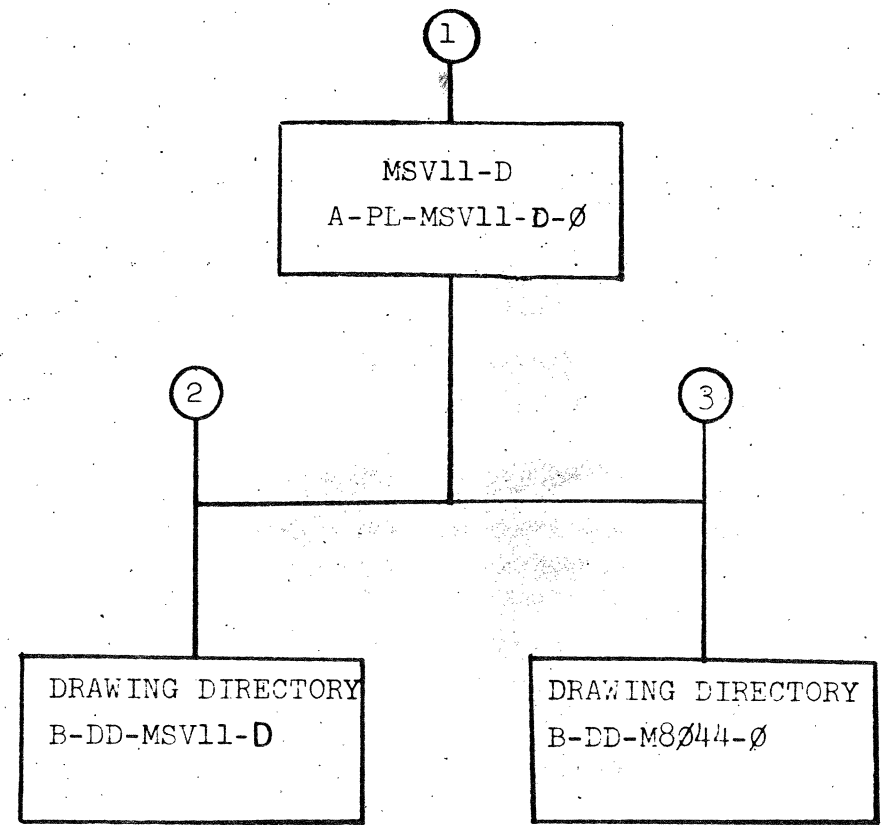 1
MSV11-D
A-PL-MSV11-D-Ø
2
3
DRAWING DIRECTORY
B-DD-MSV11-D
DRAWING DIRECTORY
B-DD-M8Ø44-Ø